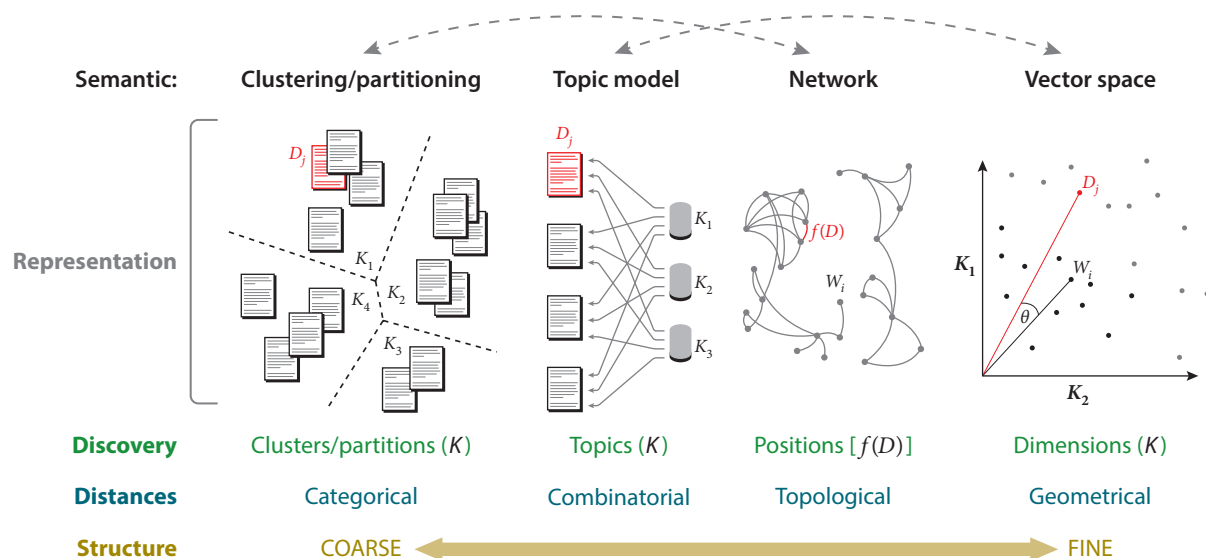 Semantic: Clustering/partitioning Topic model Network Vector space
Representation
D_j
K_1
K_2
K_3
K_4
D_j
K_1
K_2
K_3
f(D)
W_i
K_1
D_j
W_i
θ
K_2
Discovery Clusters/partitions (K) Topics (K) Positions [f(D)] Dimensions (K)
Distances Categorical Combinatorial Topological Geometrical
Structure COARSE FINE